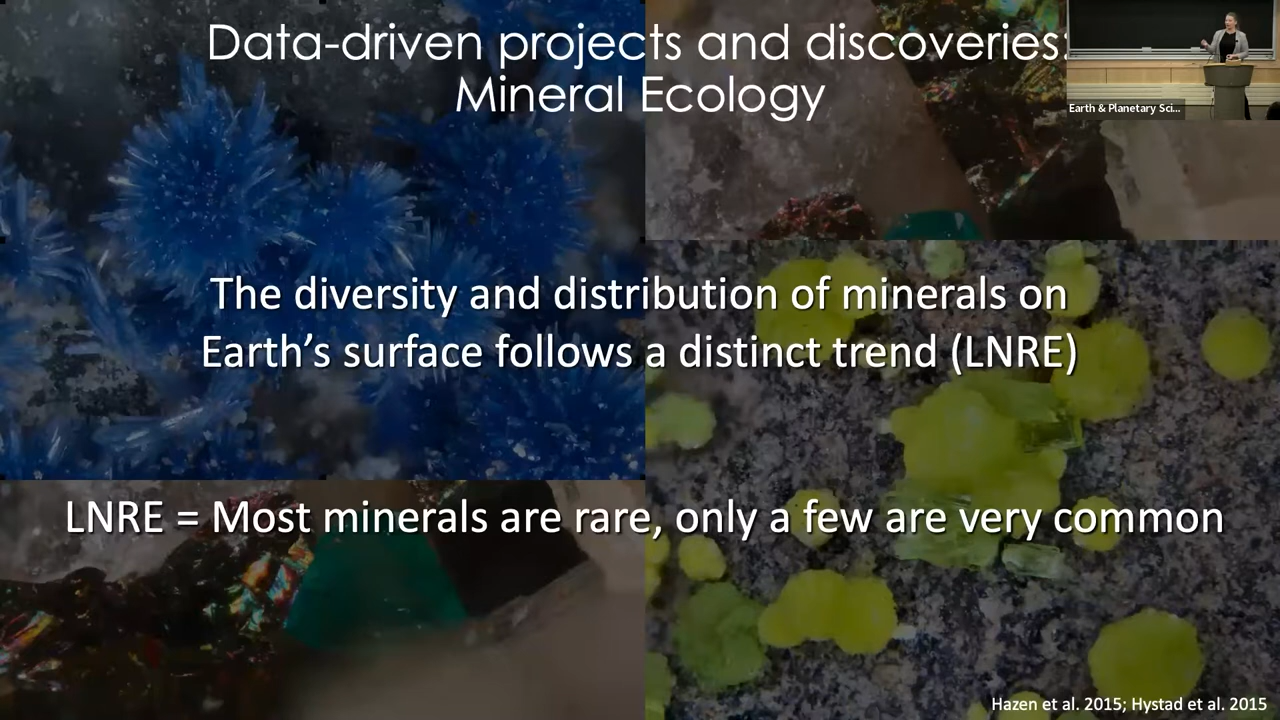 Data-driven projects and discoveries:
Mineral Ecology
Earth & Planetary Sci...
The diversity and distribution of minerals on
Earth’s surface follows a distinct trend (LNRE)
LNRE = Most minerals are rare, only a few are very common
Hazen et al. 2015; Hystad et al. 2015